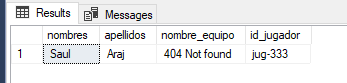 Results Messages
nombres apellidos nombre_equipo id_jugador
1 Saul Araj 404 Not found jug-333